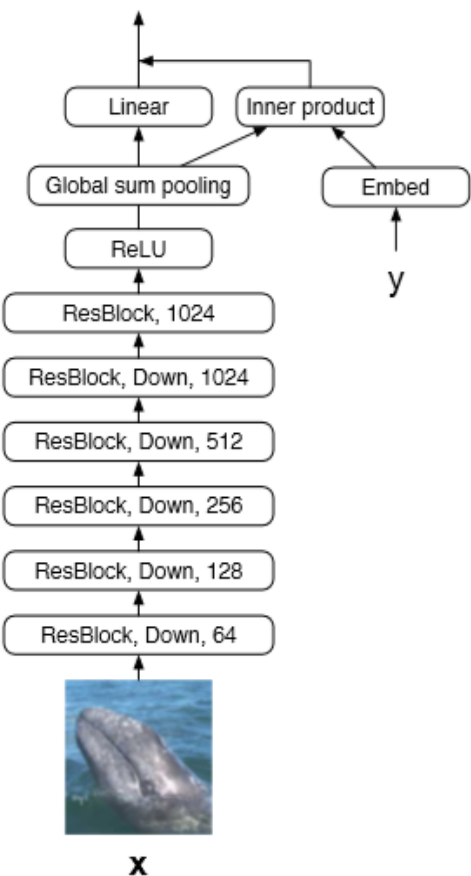 Linear
Inner product
Global sum pooling
Embed
ReLU
y
ResBlock, 1024
ResBlock, Down, 1024
ResBlock, Down, 512
ResBlock, Down, 256
ResBlock, Down, 128
ResBlock, Down, 64
x